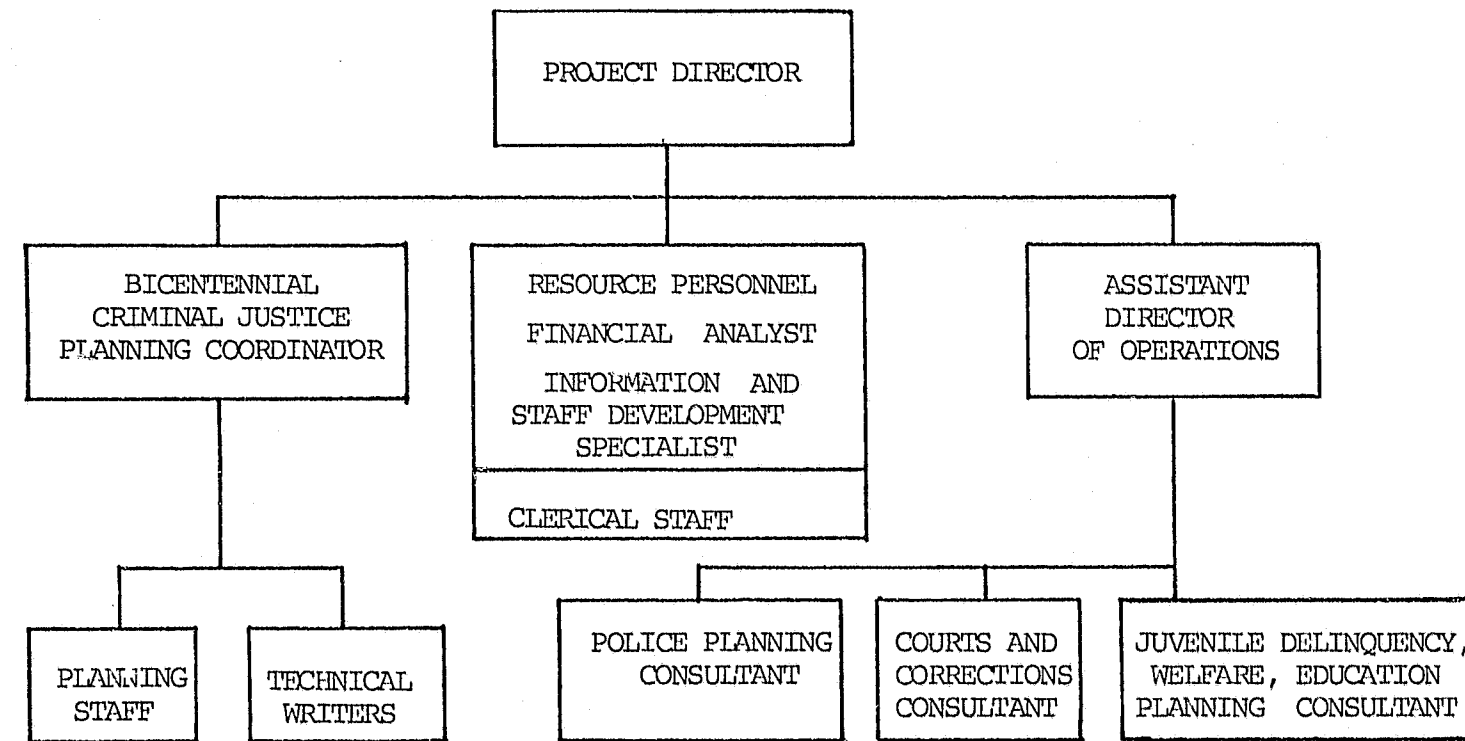 PROJECT DIRECTOR
BICENTENNIAL
CRIMINAL JUSTICE
PLANNING COORDINATOR
RESOURCE PERSONNEL
FINANCIAL ANALYST
INFORMATION AND
STAFF DEVELOPMENT
SPECIALIST
CLERICAL STAFF
ASSISTANT
DIRECTOR
OF OPERATIONS
PLANNING
STAFF
TECHNICAL
WRITERS
POLICE PLANNING
CONSULTANT
COURTS AND
CORRECTIONS
CONSULTANT
JUVENILE DELINQUENCY,
WELFARE, EDUCATION
PLANNING CONSULTANT